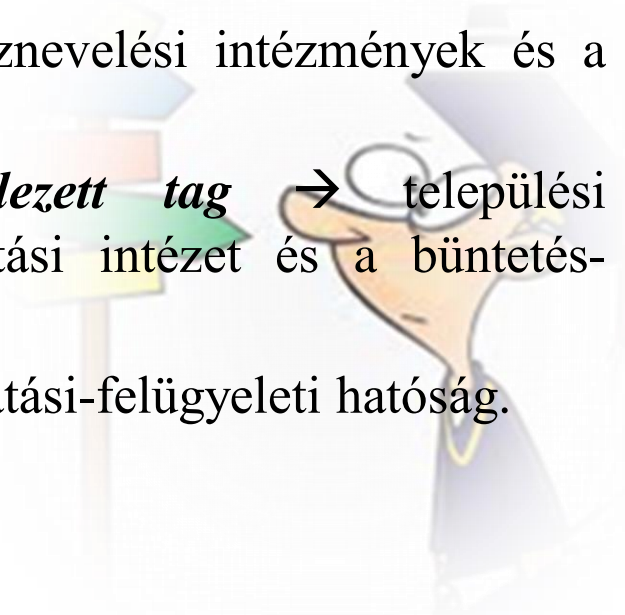 znevelési intézmények és a
lezett tag → települési
tási intézet és a büntetés-
tási-felügyeleti hatóság.